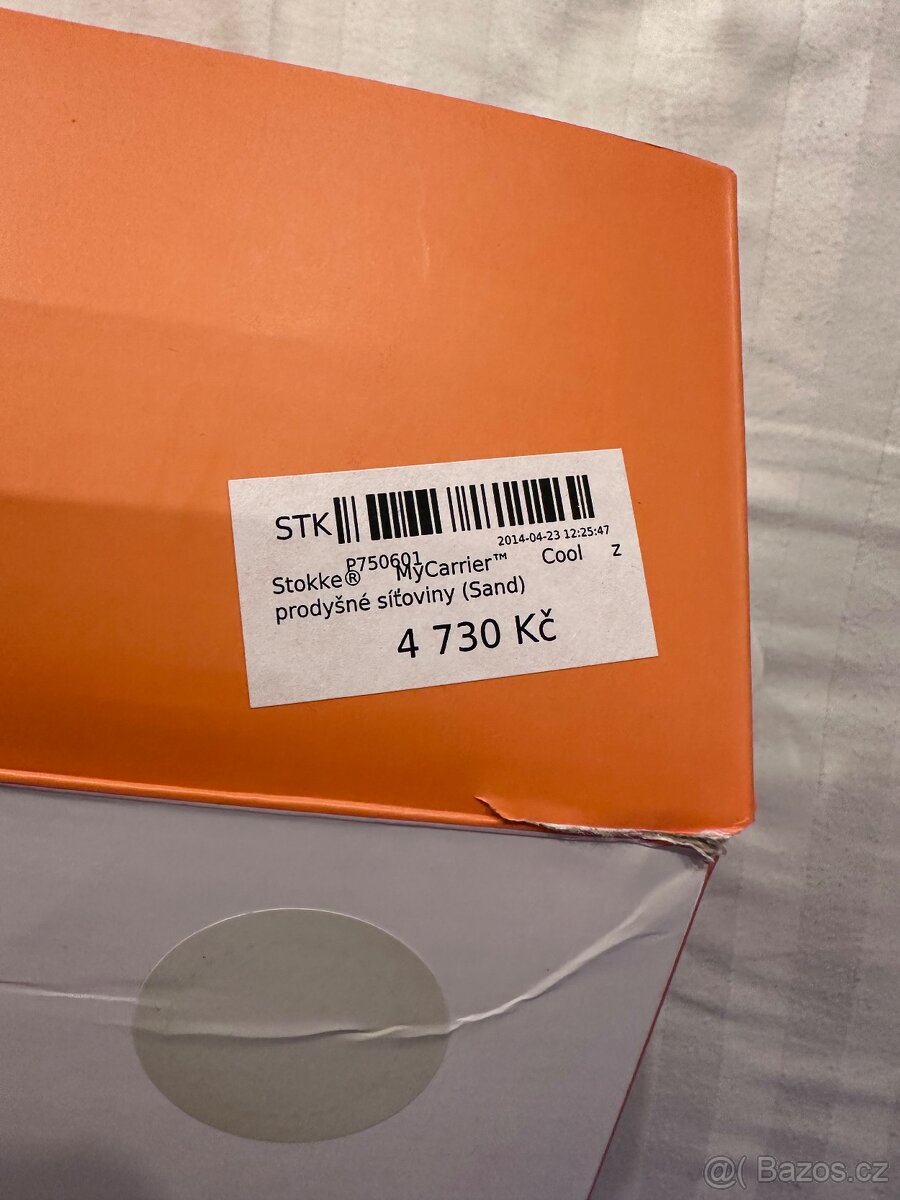 STK
P750601
2014-04-23 12:25:47
Stokke® MyCarrier™ Cool z
prodyšné síťoviny (Sand)
4 730 Kč
@( Bazos.cz